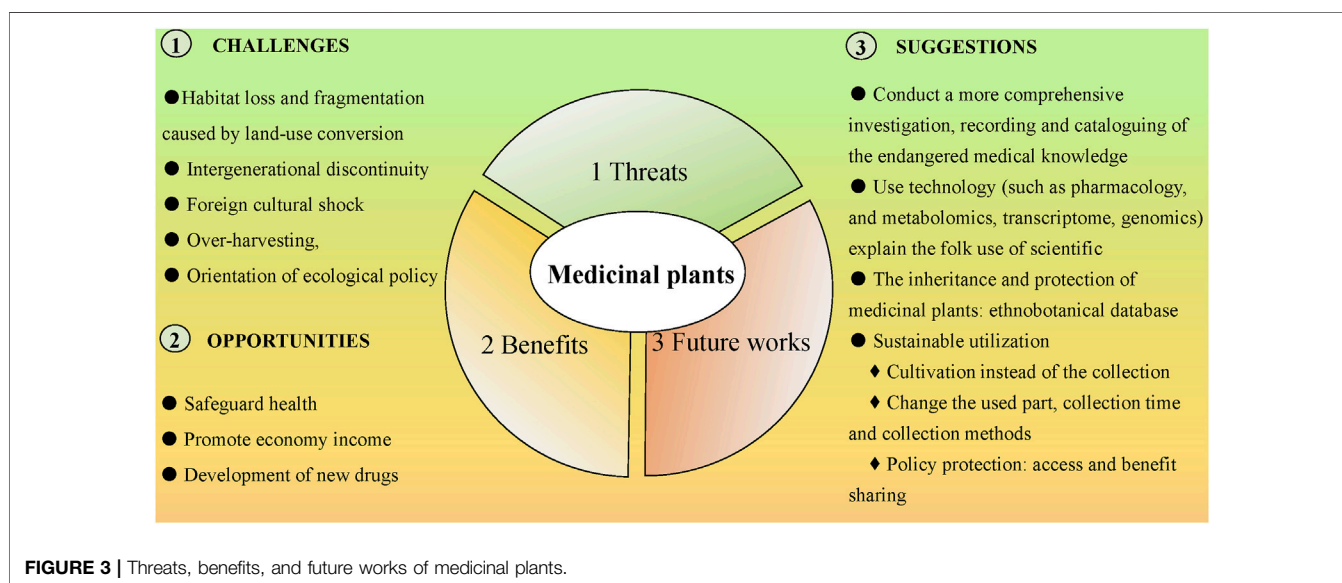 1 CHALLENGES
●Habitat loss and fragmentation
caused by land-use conversion
● Intergenerational discontinuity
● Foreign cultural shock
● Over-harvesting,
● Orientation of ecological policy
2 OPPORTUNITIES
● Safeguard health
● Promote economy income
● Development of new drugs
1 Threats
Medicinal plants
2 Benefits
3 Future works
3 SUGGESTIONS
● Conduct a more comprehensive
investigation, recording and cataloguing of
the endangered medical knowledge
● Use technology (such as pharmacology,
and metabolomics, transcriptome, genomics)
explain the folk use of scientific
● The inheritance and protection of
medicinal plants: ethnobotanical database
● Sustainable utilization
♦ Cultivation instead of the collection
♦ Change the used part, collection time
and collection methods
♦ Policy protection: access and benefit
sharing
FIGURE 3 | Threats, benefits, and future works of medicinal plants.